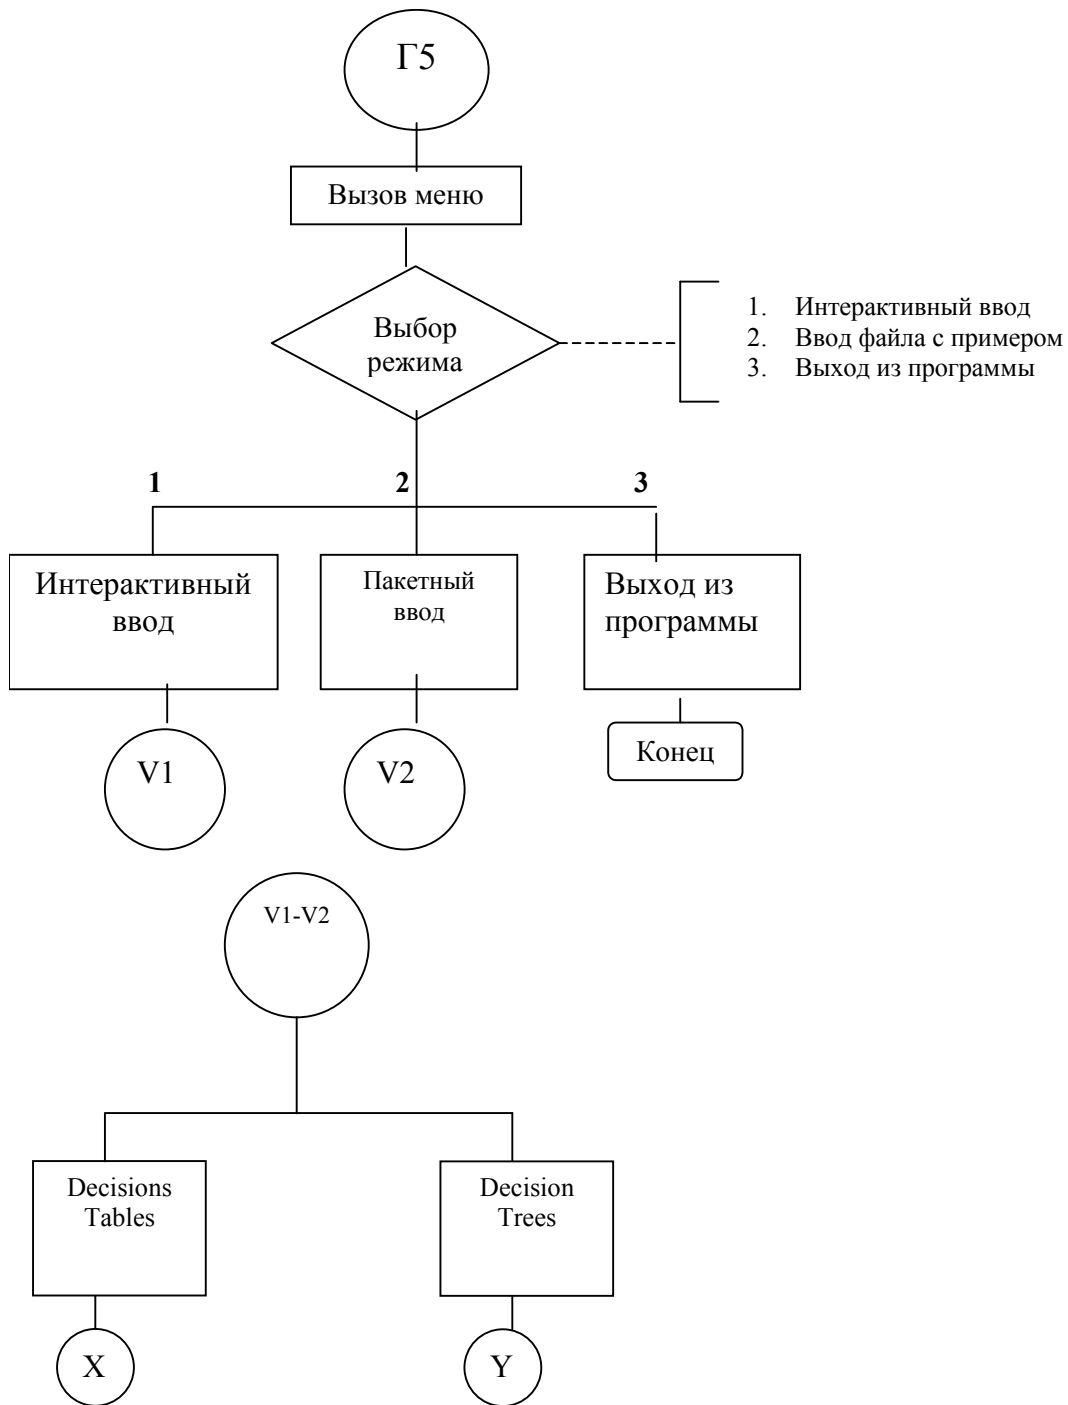 Г5
Вызов меню
Выбор
режима
1. Интерактивный ввод
2. Ввод файла с примером
3. Выход из программы
1
2
3
Интерактивный
ввод
Пакетный
ввод
Выход из
программы
V1
V2
Конец
V1-V2
Decisions
Tables
Decision
Trees
X
Y